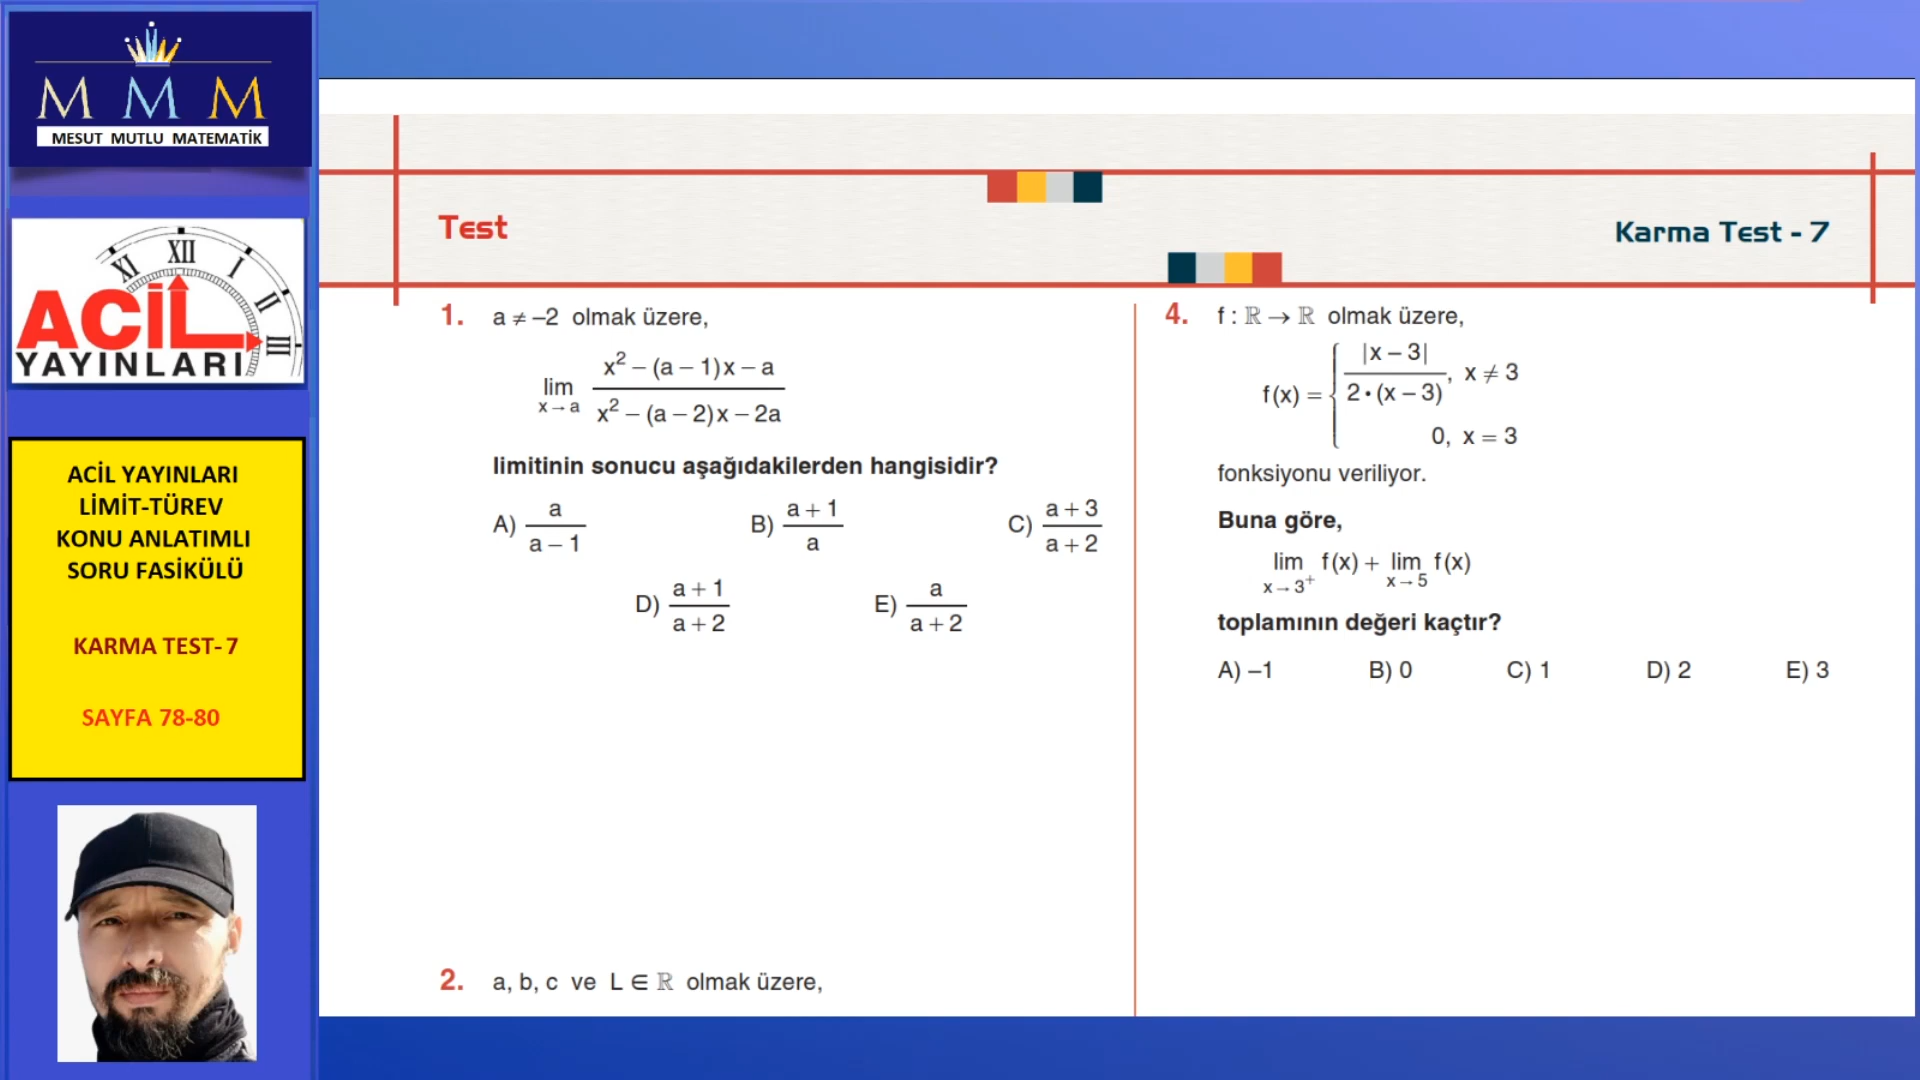 M M M
MESUT MUTLU MATEMATİK
XI XII I II III
ACİL
YAYINLARI
ACİL YAYINLARI
LİMİT-TÜREV
KONU ANLATIMLI
SORU FASİKÜLÜ
KARMA TEST- 7
SAYFA 78-80
Test
Karma Test - 7
1. a ≠ –2 olmak üzere,
x² – (a – 1)x – a
lim
x→a
x² – (a – 2)x – 2a
limitinin sonucu aşağıdakilerden hangisidir?
A) a / a – 1 B) a + 1 / a C) a + 3 / a + 2
D) a + 1 / a + 2 E) a / a + 2
2. a, b, c ve L ∈ ℝ olmak üzere,
4. f : ℝ → ℝ olmak üzere,
f(x) = { |x – 3| / 2 • (x – 3), x ≠ 3
0, x = 3
fonksiyonu veriliyor.
Buna göre,
lim f(x) + lim f(x)
x→3⁺ x→5
toplamının değeri kaçtır?
A) –1 B) 0 C) 1 D) 2 E) 3